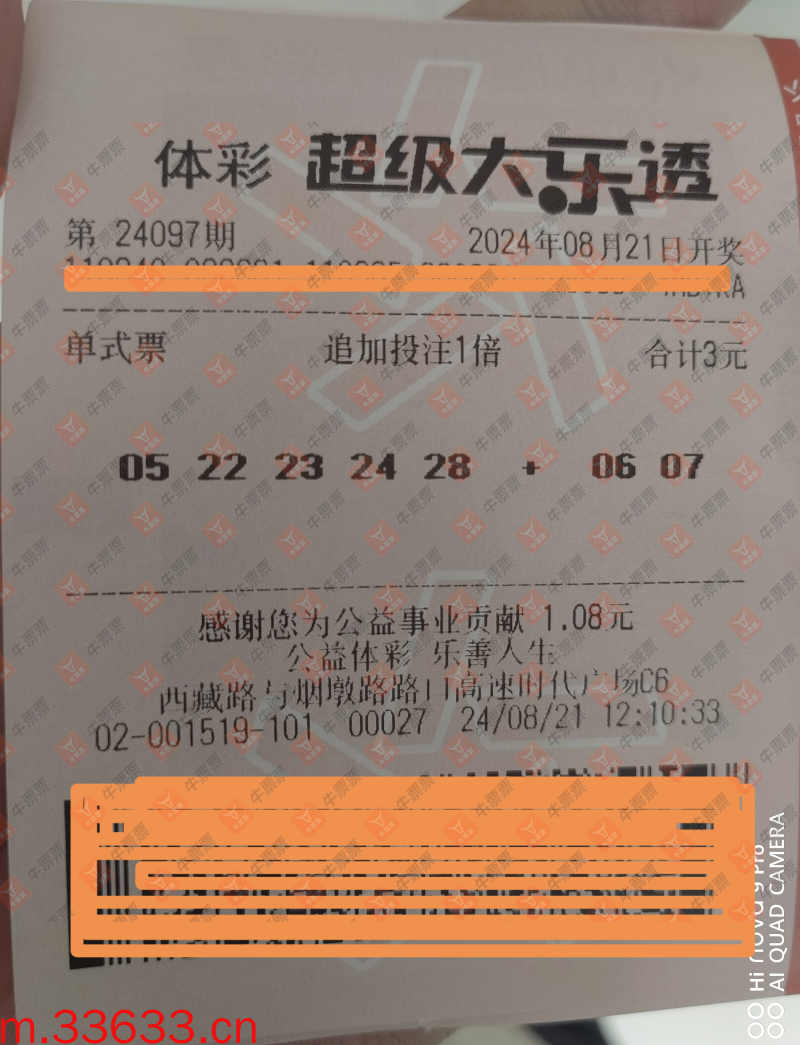 体彩 超级大乐透
第 24097期 2024年08月21日开奖
单式票 追加投注1倍 合计3元
05 22 23 24 28 + 06 07
感谢您为公益事业贡献 1.08元
公益体彩 乐善人生
西藏路与烟墩路路口高速时代广场C6
02-001519-101 00027 24/08/21 12:10:33
牛票票
m.33633.cn
AI QUAD CAMERA